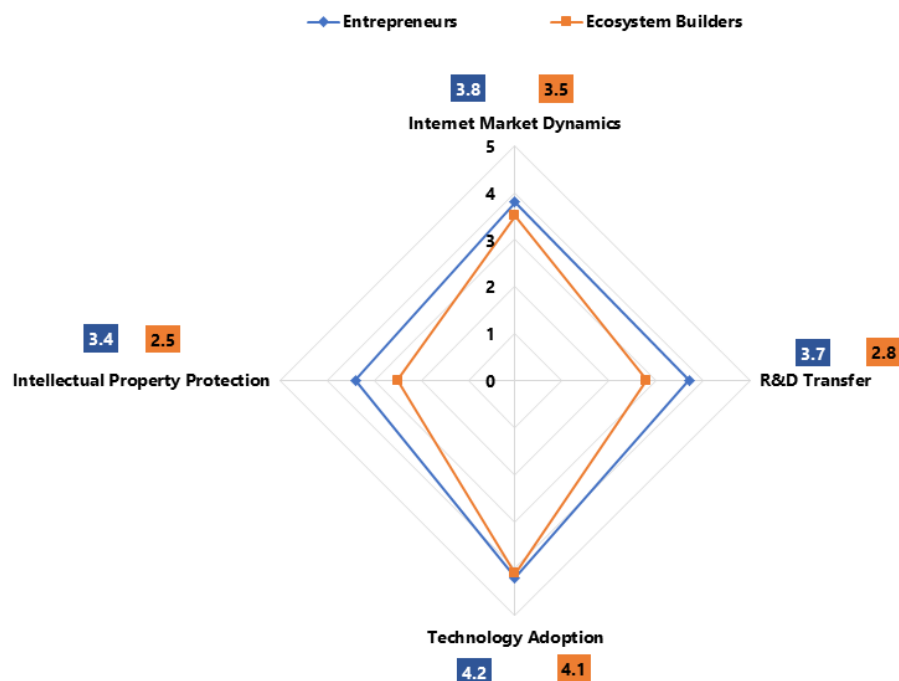 Entrepreneurs Ecosystem Builders
3.8 3.5
Internet Market Dynamics
5
4
3
2
1
0
3.4 2.5
Intellectual Property Protection
3.7 2.8
R&D Transfer
Technology Adoption
4.2 4.1